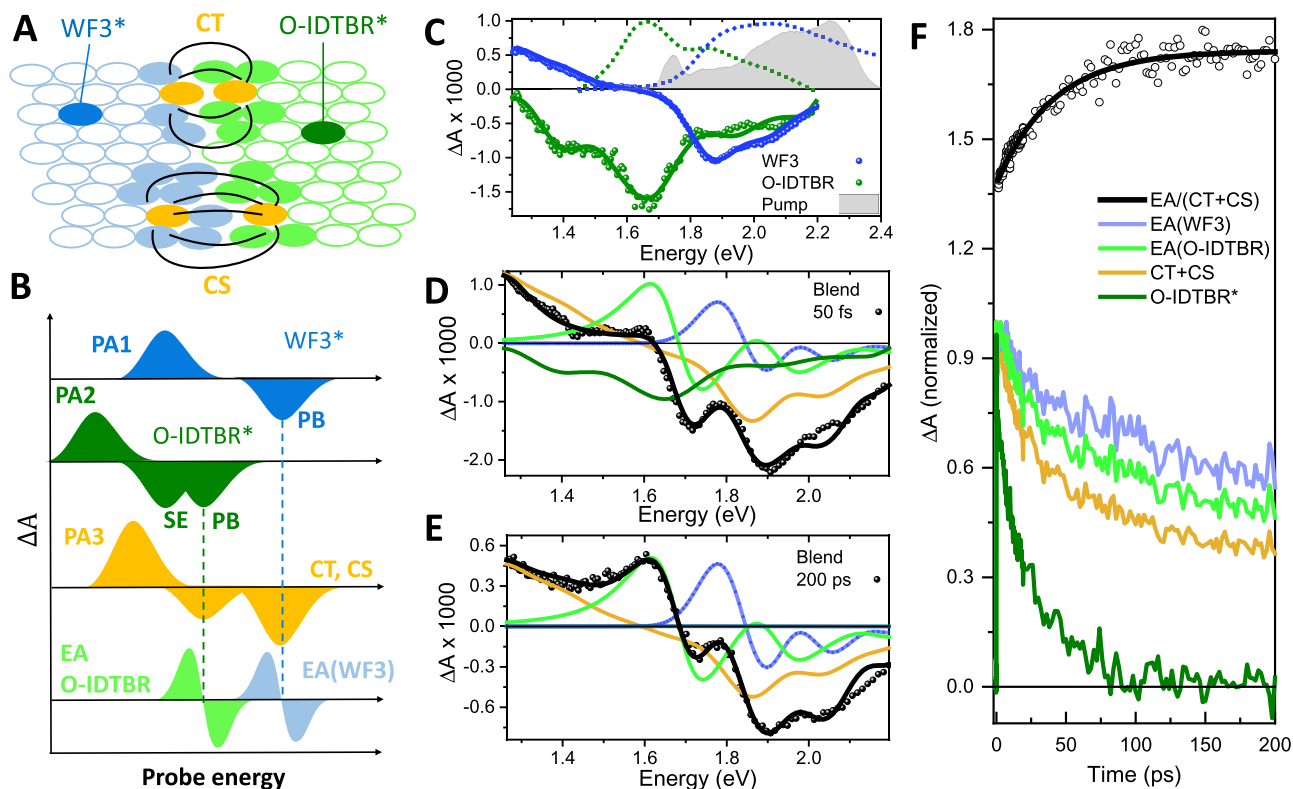 A
WF3*
CT
O-IDTBR*
CS
B
PA1
WF3*
PB
PA2
O-IDTBR*
SE
PB
PA3
CT, CS
EA
O-IDTBR
EA(WF3)
ΔA
Probe energy
C
ΔA x 1000
1.0
0.5
0.0
-0.5
-1.0
-1.5
WF3
O-IDTBR
Pump
1.4
1.6
1.8
2.0
2.2
2.4
Energy (eV)
D
ΔA x 1000
1.0
0.0
-1.0
-2.0
Blend
50 fs
1.4
1.6
1.8
2.0
Energy (eV)
E
ΔA x 1000
0.6
0.3
0.0
-0.3
-0.6
Blend
200 ps
1.4
1.6
1.8
2.0
Energy (eV)
F
ΔA (normalized)
1.8
1.5
1.2
0.9
0.6
0.3
0.0
EA/(CT+CS)
EA(WF3)
EA(O-IDTBR)
CT+CS
O-IDTBR*
0
50
100
150
200
Time (ps)